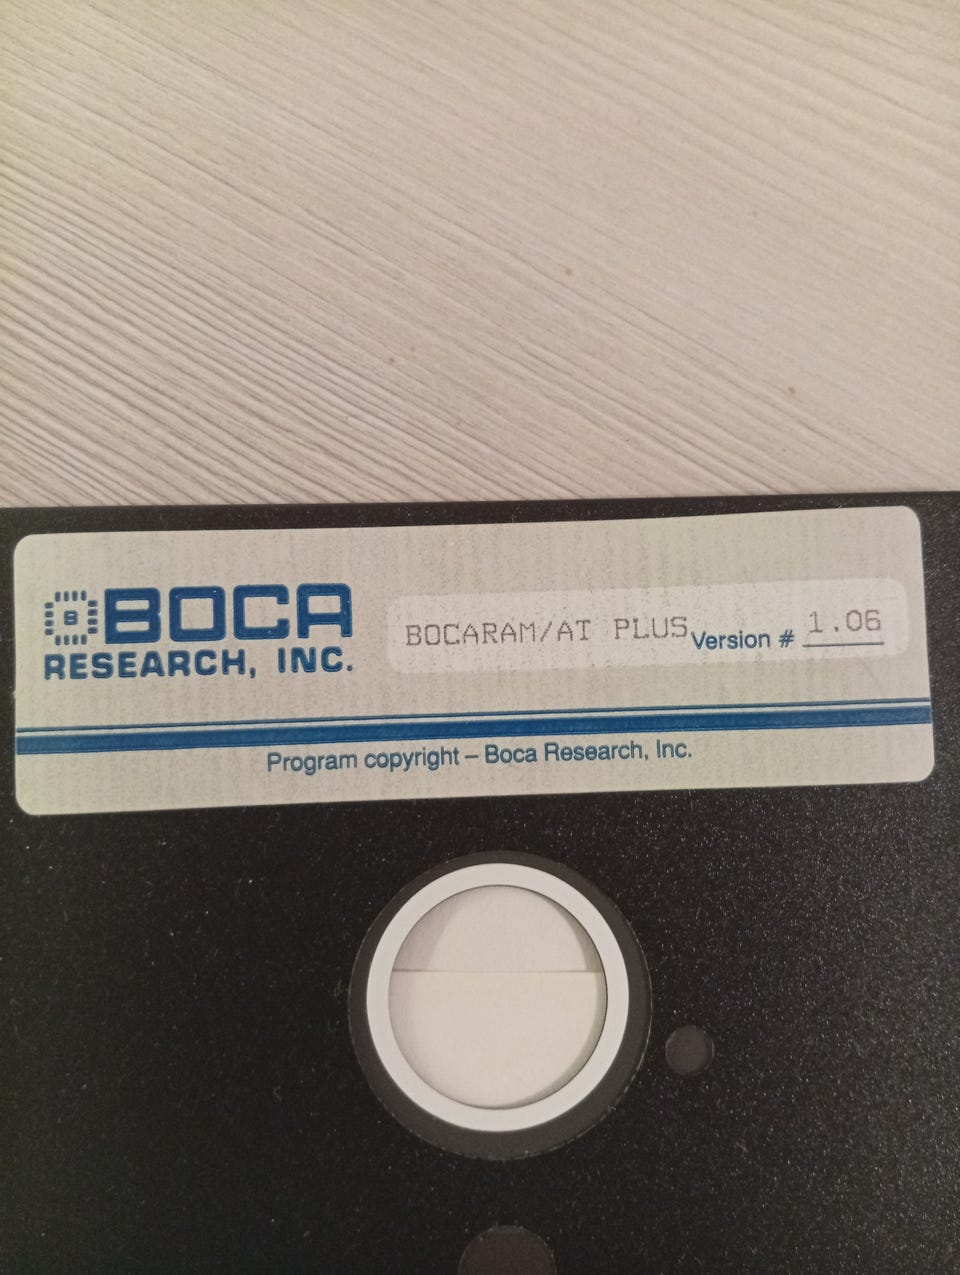 B
BOCA
RESEARCH, INC.
BOCARAM/AT PLUS Version # 1.06
Program copyright – Boca Research, Inc.